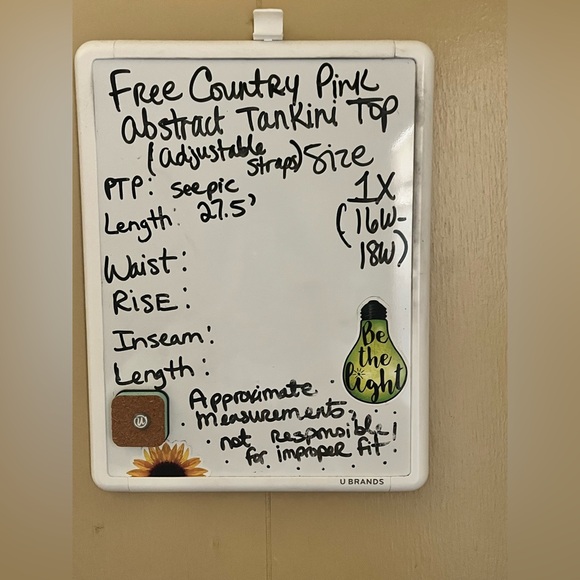 Free Country Pink
abstract Tankini Top
(adjustable straps) Size
PTP: see pic
1X
Length: 27.5'
(16W-
18W)
Waist:
RISE:
Inseam:
Length:
Be
the
light
Approximate
measurements,
not responsible!
for improper fit
U
U BRANDS